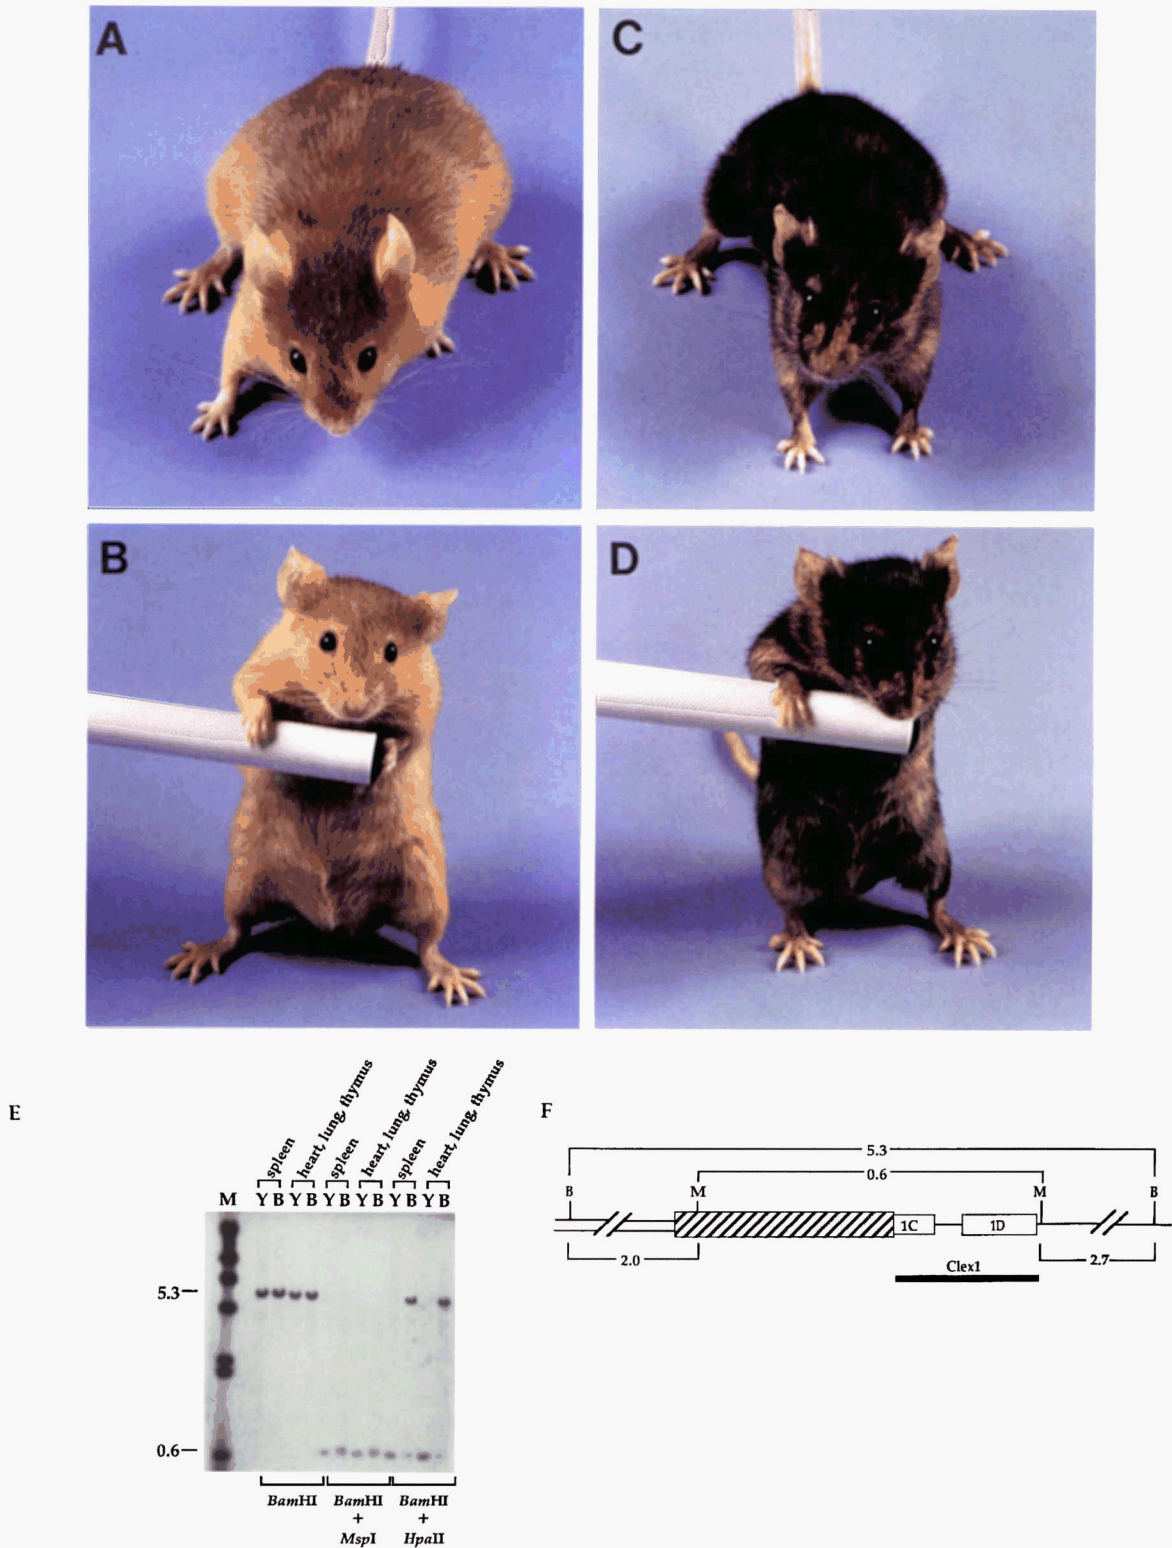 A
C
B
D
E
spleen
heart, lung, thymus
spleen
heart, lung, thymus
spleen
heart, lung, thymus
M Y B Y B Y B Y B Y B Y B
5.3
0.6
BamHI
BamHI + MspI
BamHI + HpaII
F
5.3
0.6
B M M B
1C 1D
2.0
2.7
Clex1